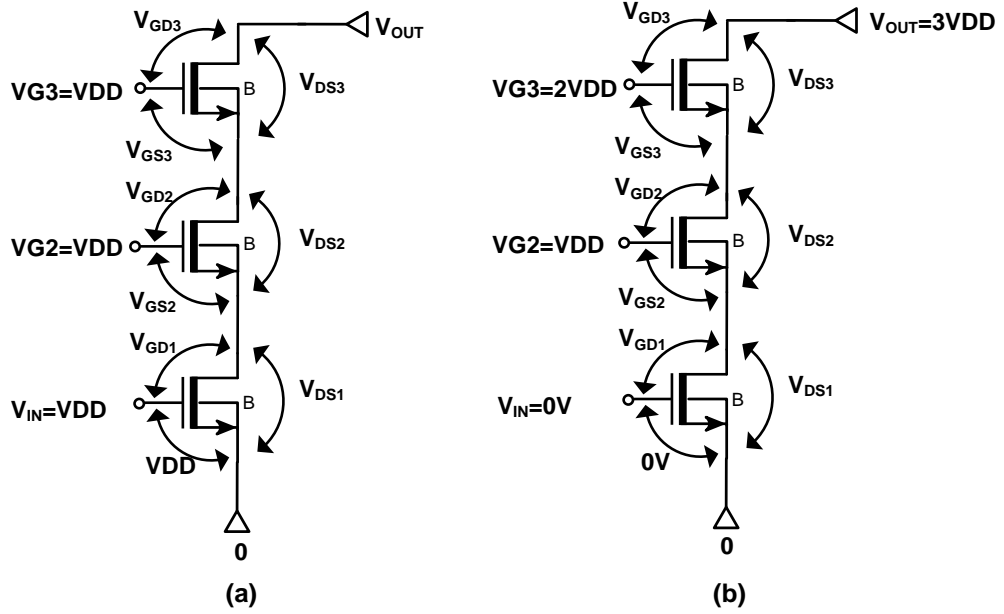 V_GD3
V_OUT
VG3=VDD
B
V_DS3
V_GS3
V_GD2
VG2=VDD
B
V_DS2
V_GS2
V_GD1
V_IN=VDD
B
V_DS1
VDD
0
(a)
V_GD3
V_OUT=3VDD
VG3=2VDD
B
V_DS3
V_GS3
V_GD2
VG2=VDD
B
V_DS2
V_GS2
V_GD1
V_IN=0V
B
V_DS1
0V
0
(b)